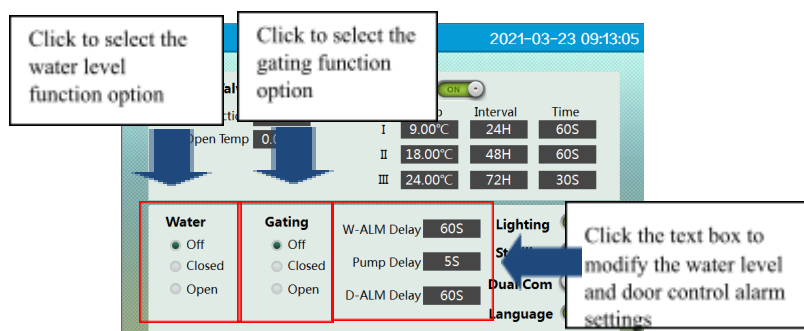 Click to select the
water level
function option
Click to select the
gating function
option
2021-03-23 09:13:05
ON
Interval
Time
Open Temp
I
9.00℃
24H
60S
II
18.00℃
48H
60S
III
24.00℃
72H
30S
Water
Off
Closed
Open
Gating
Off
Closed
Open
W-ALM Delay 60S
Pump Delay 5S
D-ALM Delay 60S
Lighting
Dual Com
Language
Click the text box to
modify the water level
and door control alarm
settings